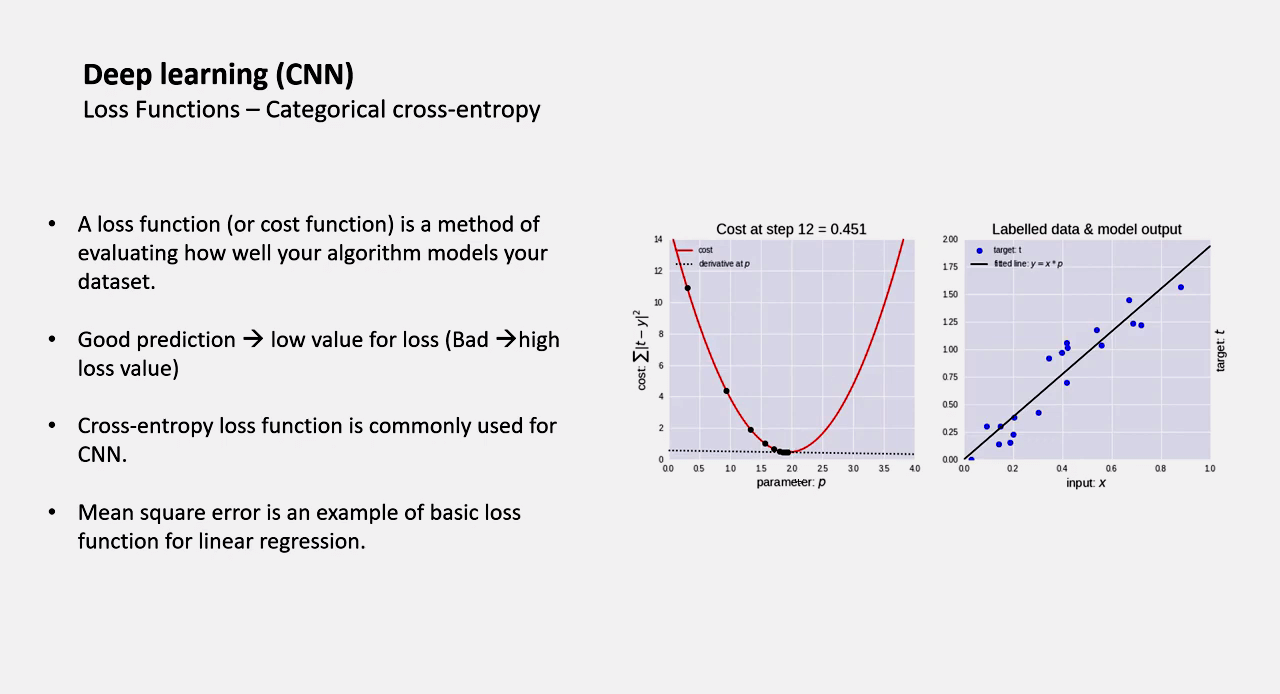 Deep learning (CNN)
Loss Functions – Categorical cross-entropy
• A loss function (or cost function) is a method of
evaluating how well your algorithm models your
dataset.
• Good prediction → low value for loss (Bad →high
loss value)
• Cross-entropy loss function is commonly used for
CNN.
• Mean square error is an example of basic loss
function for linear regression.
Cost at step 12 = 0.451
cost
derivative at p
14
12
10
8
6
4
2
0
cost: ∑|t − y|²
0.0 0.5 1.0 1.5 2.0 2.5 3.0 3.5 4.0
parameter: p
Labelled data & model output
target: t
fitted line: y = x * p
2.00
1.75
1.50
1.25
1.00
0.75
0.50
0.25
0.00
0.0 0.2 0.4 0.6 0.8 1.0
input: x
target: t